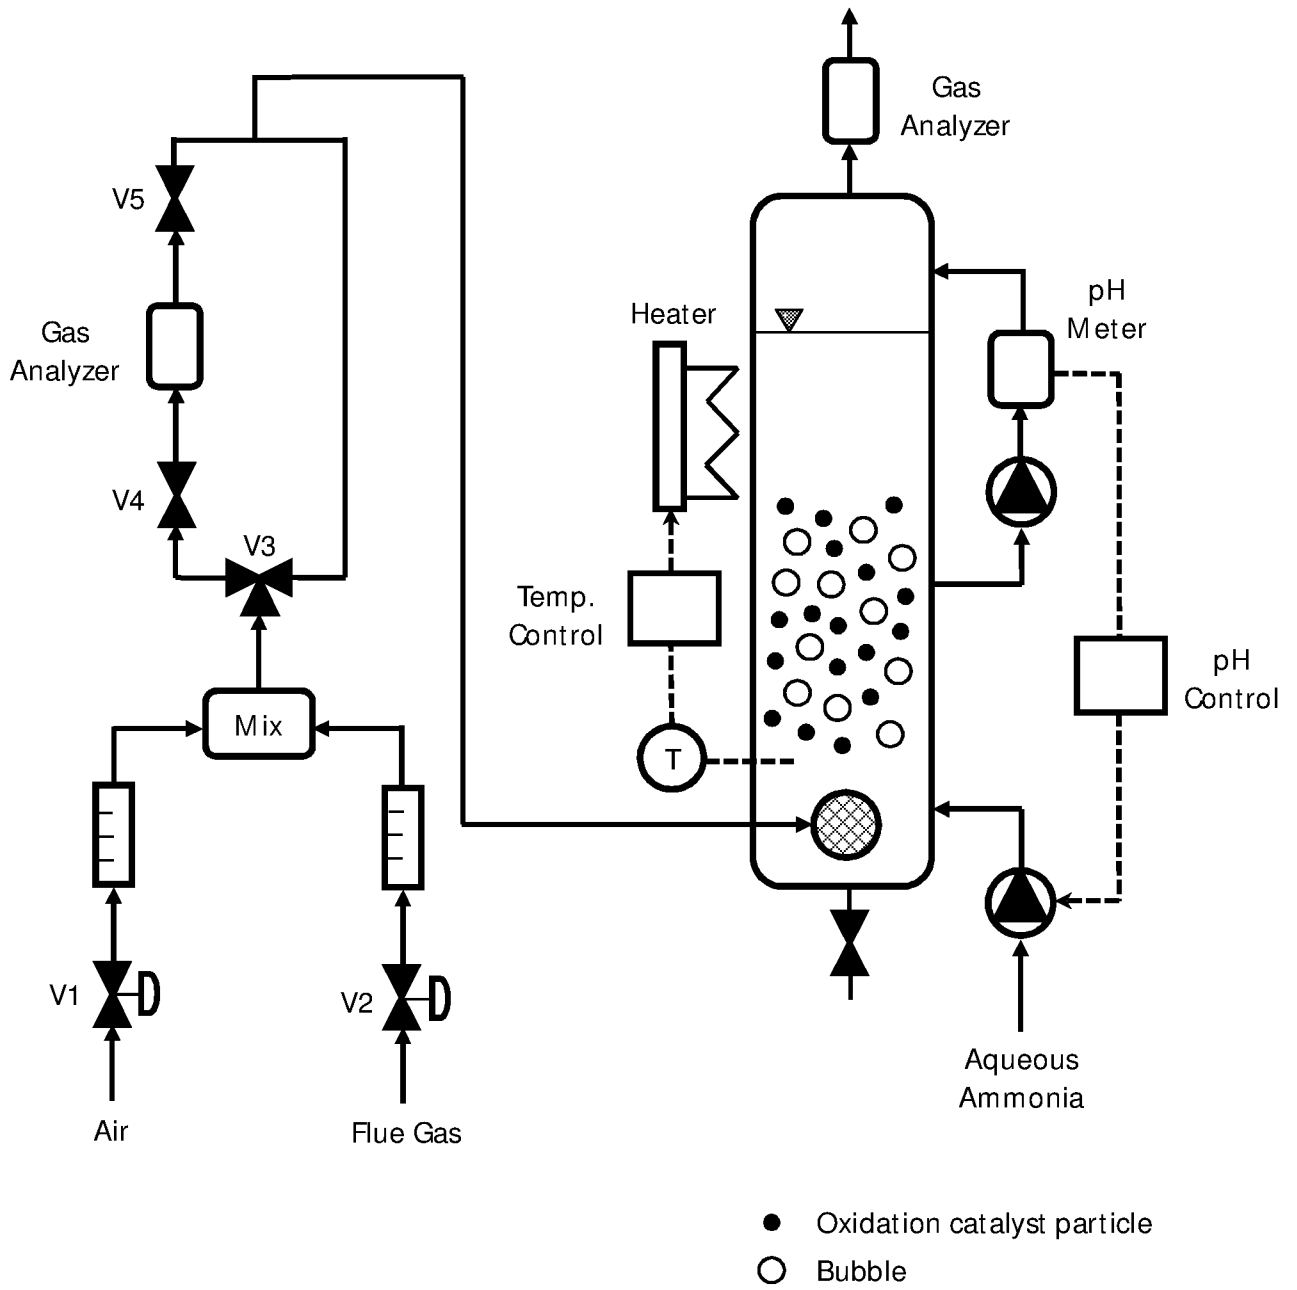 Gas
Analyzer
V5
pH
Meter
Heater
Gas
Analyzer
V4
V3
Temp.
Control
pH
Control
Mix
T
V1
V2
Aqueous
Ammonia
Air
Flue Gas
Oxidation catalyst particle
Bubble